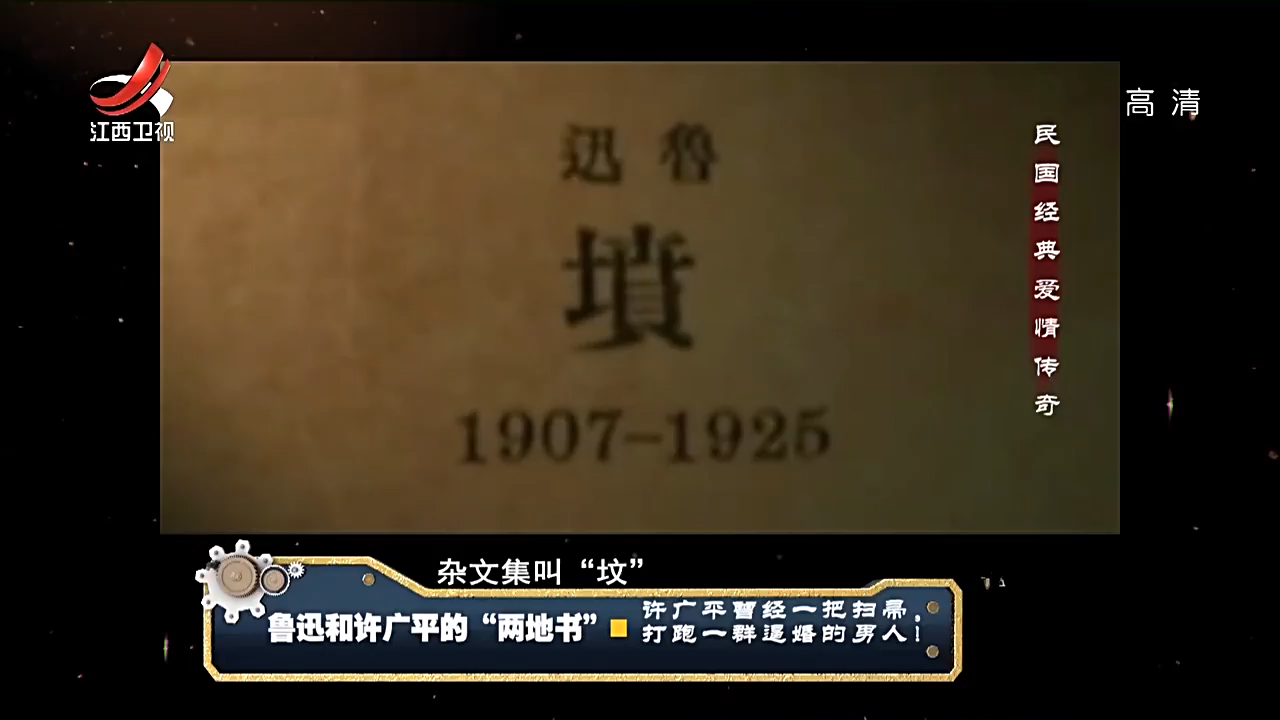 江西卫视
高清
民国经典爱情传奇
迅 魯
墳
1907-1925
杂文集叫“坟”
鲁迅和许广平的“两地书”
许广平曾经一把扫帚，
打跑一群逼婚的男人！